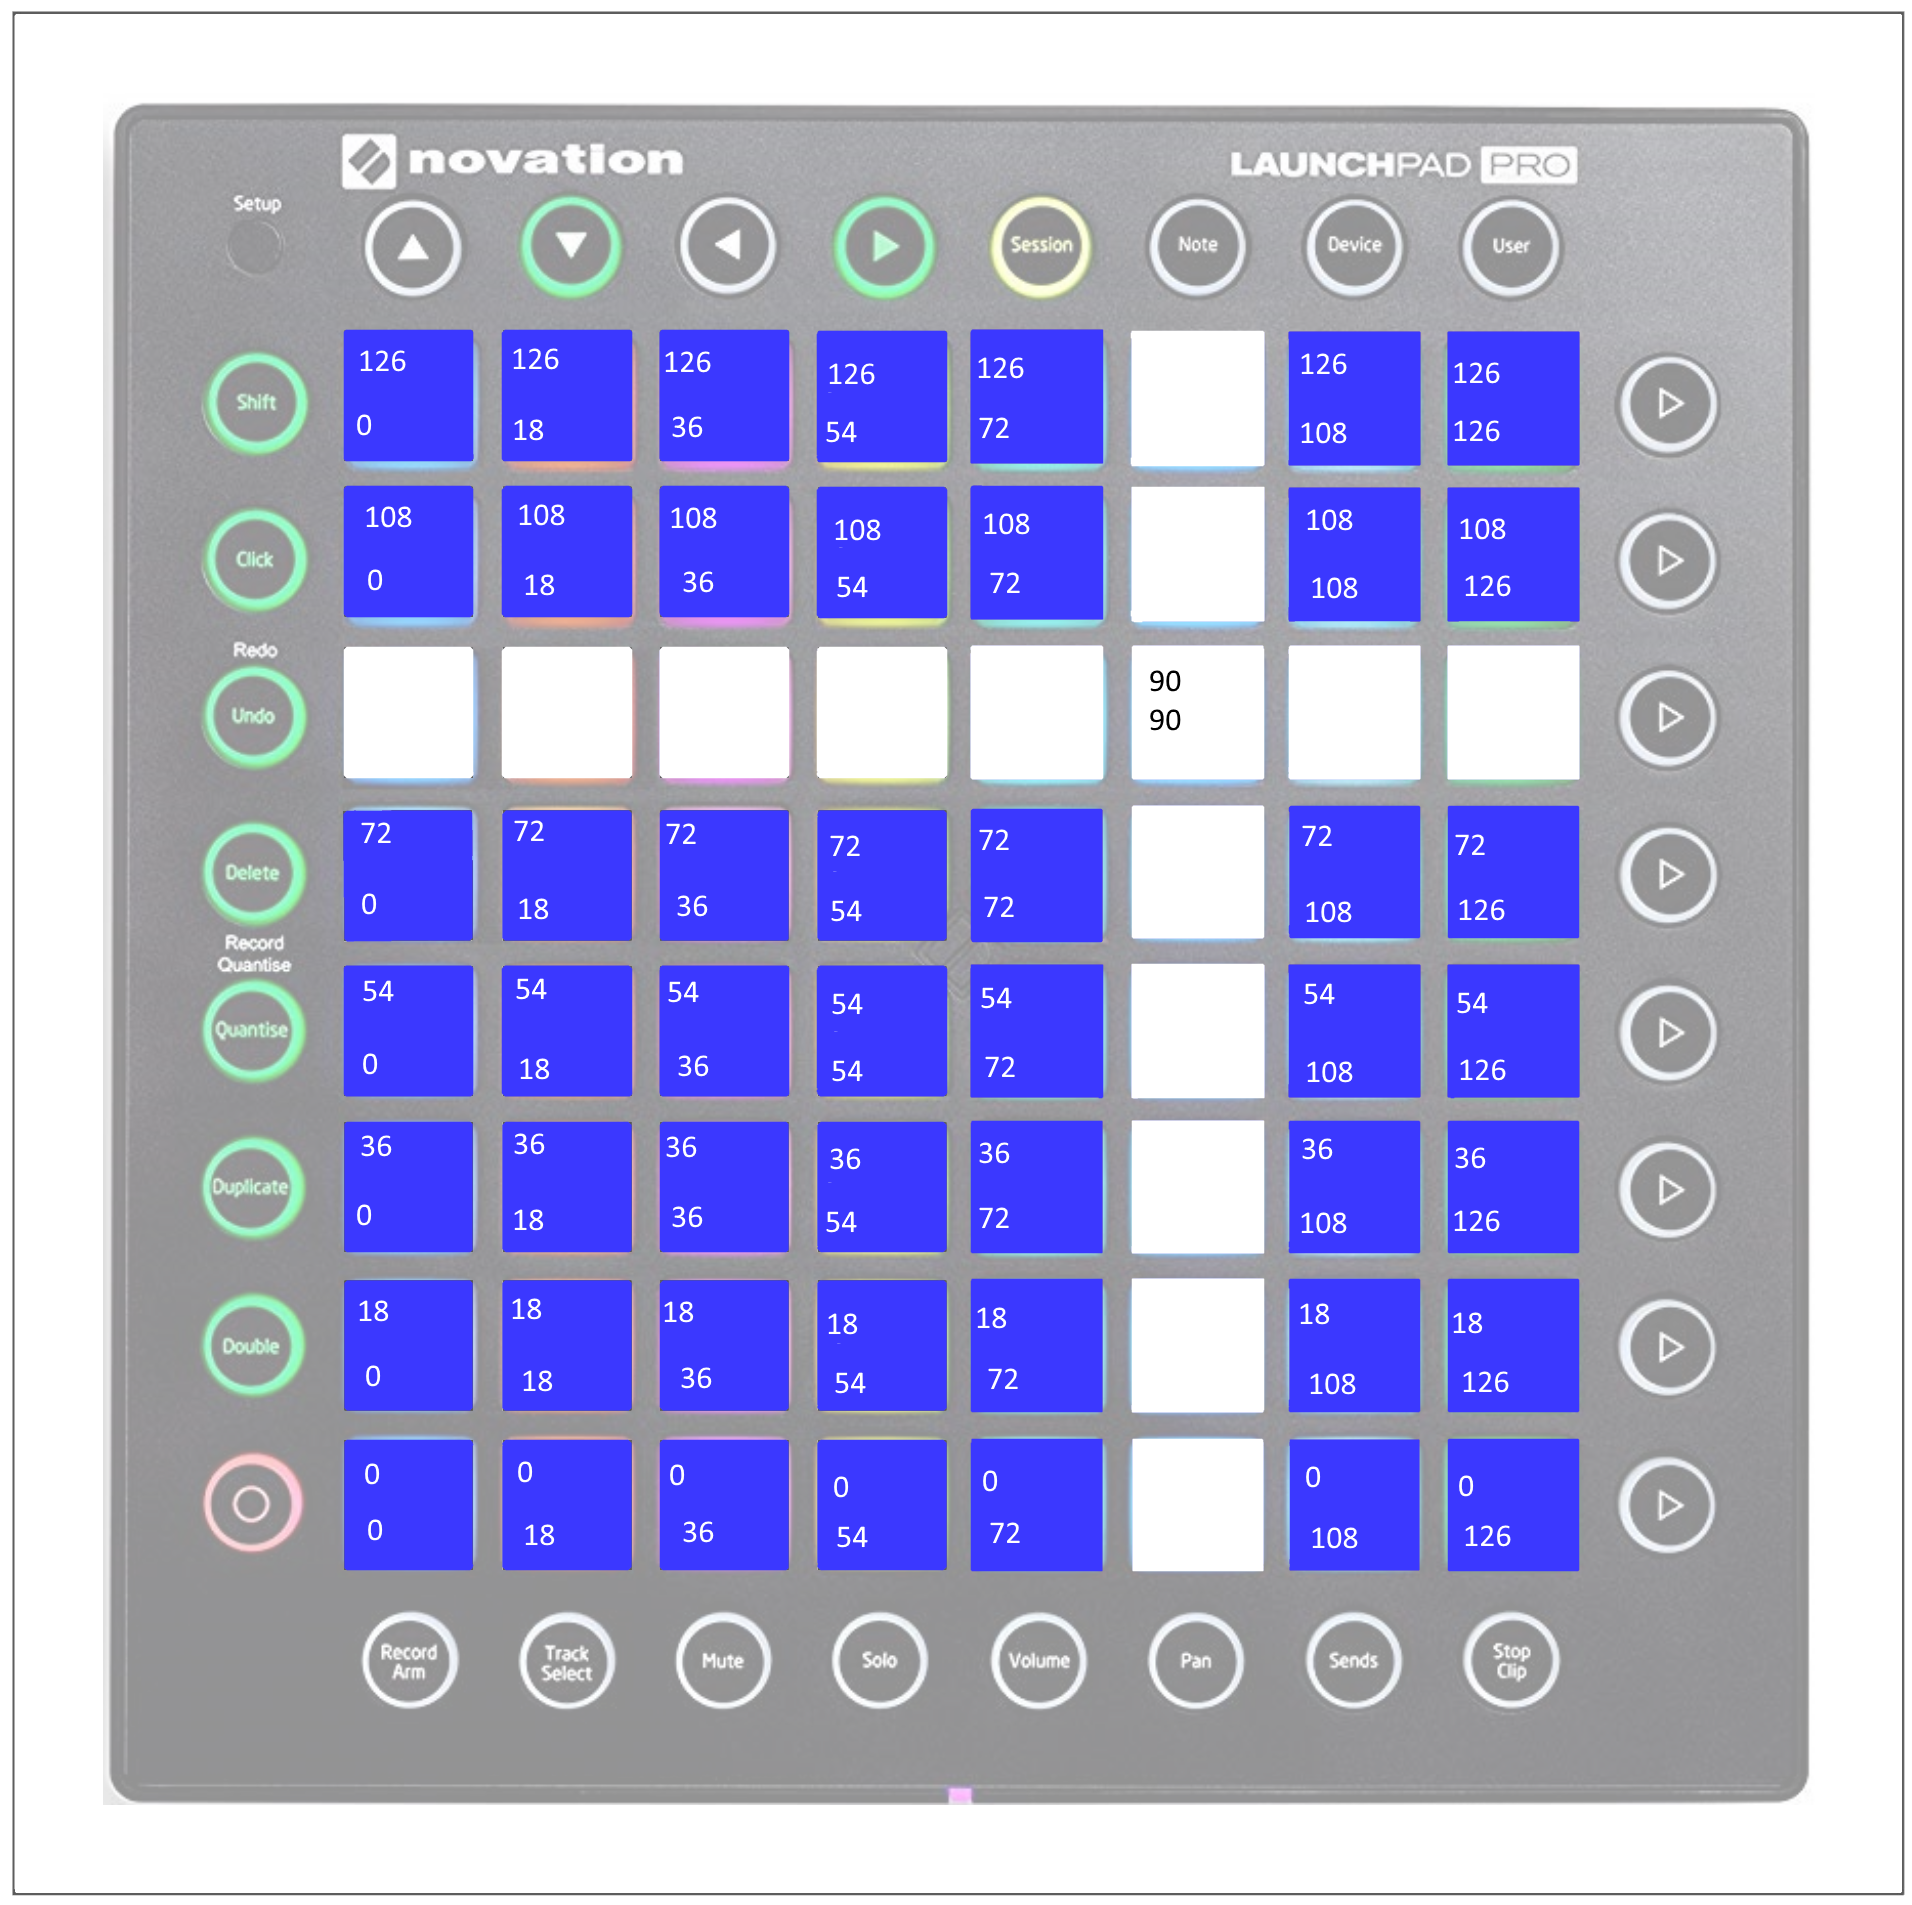 novation
LAUNCHPAD PRO
Setup
Session
Note
Device
User
Shift
126 126 126 126 126 126 126
0 18 36 54 72 108 126
Click
108 108 108 108 108 108 108
0 18 36 54 72 108 126
Redo
Undo
90
90
Delete
72 72 72 72 72 72 72
0 18 36 54 72 108 126
Record
Quantise
Quantise
54 54 54 54 54 54 54
0 18 36 54 72 108 126
Duplicate
36 36 36 36 36 36 36
0 18 36 54 72 108 126
Double
18 18 18 18 18 18 18
0 18 36 54 72 108 126
0 0 0 0 0 0 0
0 18 36 54 72 108 126
Record
Arm
Track
Select
Mute
Solo
Volume
Pan
Sends
Stop
Clip